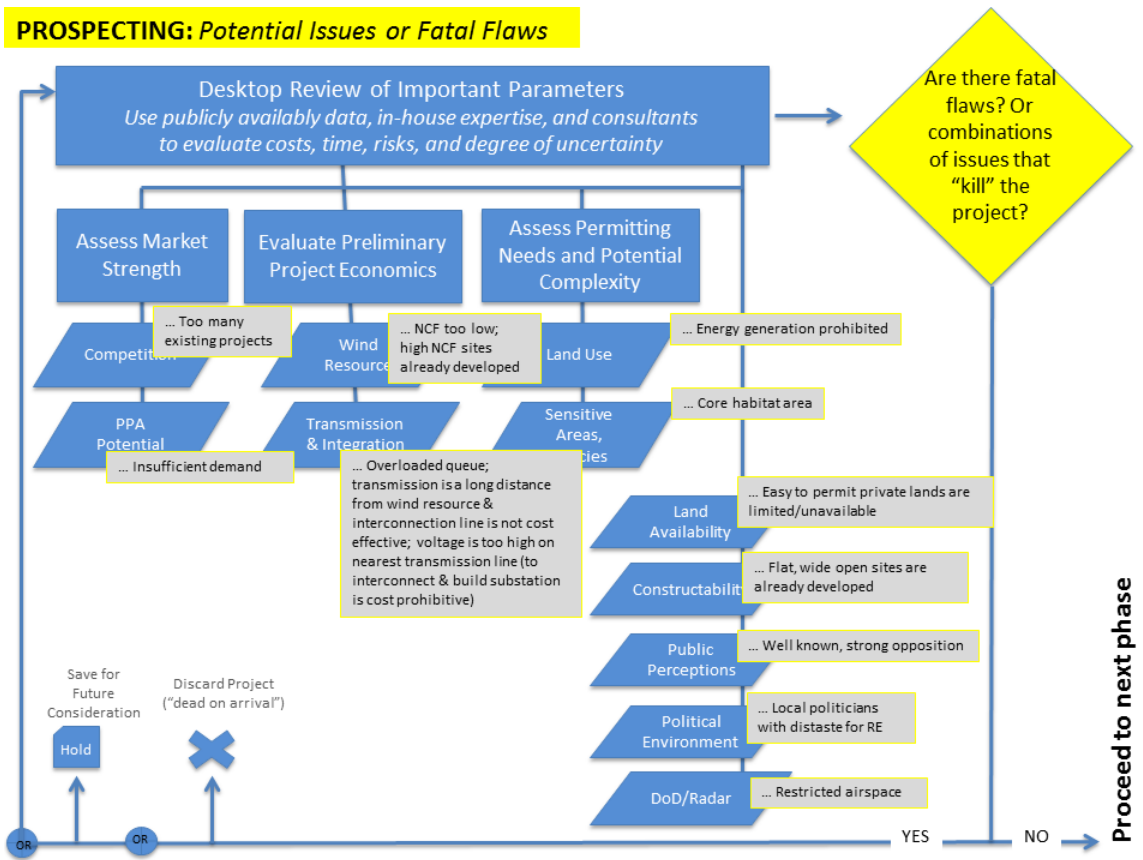 PROSPECTING: Potential Issues or Fatal Flaws
Desktop Review of Important Parameters
Use publicly availably data, in-house expertise, and consultants
to evaluate costs, time, risks, and degree of uncertainty
Are there fatal
flaws? Or
combinations
of issues that
“kill” the
project?
Assess Market
Strength
Evaluate Preliminary
Project Economics
Assess Permitting
Needs and Potential
Complexity
Competition
... Too many
existing projects
Wind
Resource
... NCF too low;
high NCF sites
already developed
Land Use
... Energy generation prohibited
PPA
Potential
... Insufficient demand
Transmission
& Integration
... Overloaded queue;
transmission is a long distance
from wind resource &
interconnection line is not cost
effective; voltage is too high on
nearest transmission line (to
interconnect & build substation
is cost prohibitive)
Sensitive
Areas,
... Core habitat area
Land
Availability
... Easy to permit private lands are
limited/unavailable
Constructability
... Flat, wide open sites are
already developed
Public
Perceptions
... Well known, strong opposition
Political
Environment
... Local politicians
with distaste for RE
DoD/Radar
... Restricted airspace
Save for
Future
Consideration
Hold
Discard Project
(“dead on arrival”)
OR
OR
YES
NO
Proceed to next phase